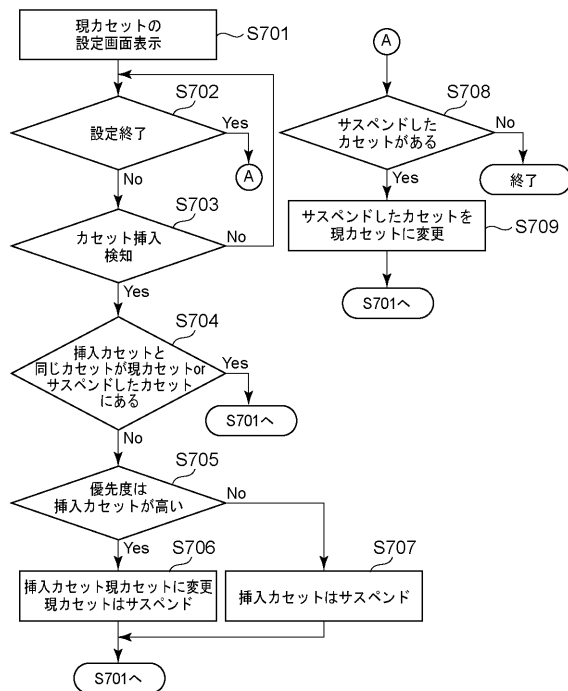 現カセットの
設定画面表示
S701
S702
設定終了
Yes
A
No
S703
カセット挿入
検知
No
Yes
S704
挿入カセットと
同じカセットが現カセットor
サスペンドしたカセット
にある
Yes
S701へ
No
S705
優先度は
挿入カセットが高い
No
Yes
S706
挿入カセット現カセットに変更
現カセットはサスペンド
S707
挿入カセットはサスペンド
S701へ
A
S708
サスペンドした
カセットがある
No
終了
Yes
サスペンドしたカセットを
現カセットに変更
S709
S701へ